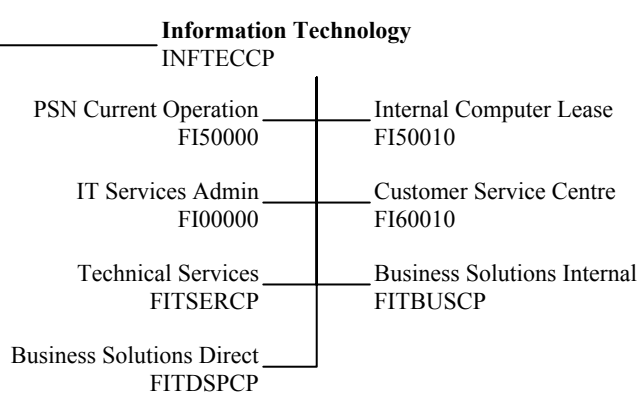 Information Technology
INFTECCP
PSN Current Operation
FI50000
Internal Computer Lease
FI50010
IT Services Admin
FI00000
Customer Service Centre
FI60010
Technical Services
FITSERCP
Business Solutions Internal
FITBUSCP
Business Solutions Direct
FITDSPCP